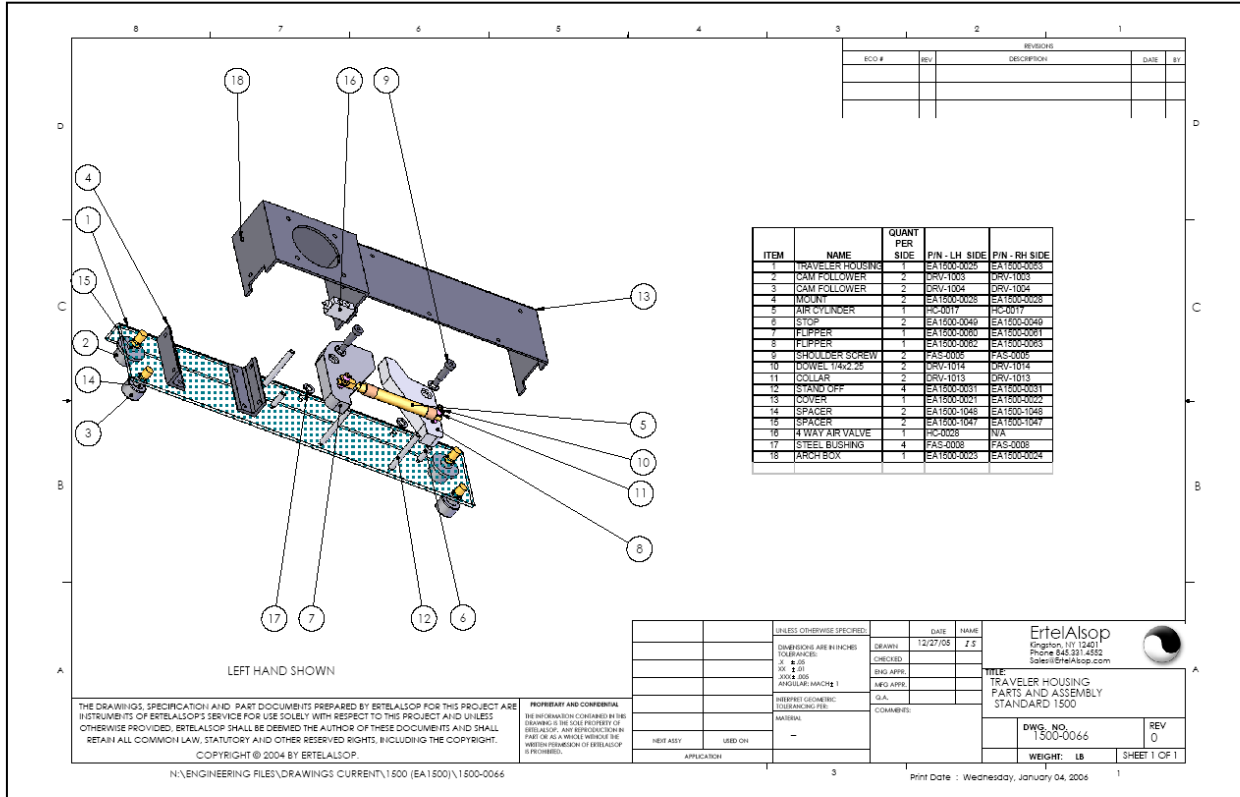 8 7 6 5 4 3 2 1
REVISIONS
ECO # REV DESCRIPTION DATE BY
D D
C C
B B
A A
18 16 9
4
1
15
2
14
3
13
5
10
11
8
17 7 12 6
ITEM NAME QUANT PER SIDE P/N - LH SIDE P/N - RH SIDE
1 TRAVELER HOUSING 1 EA1500-0025 EA1500-0053
2 CAM FOLLOWER 2 DRV-1003 DRV-1003
3 CAM FOLLOWER 2 DRV-1004 DRV-1004
4 MOUNT 2 EA1500-0028 EA1500-0028
5 AIR CYLINDER 1 HC-0017 HC-0017
6 STOP 2 EA1500-0049 EA1500-0049
7 FLIPPER 1 EA1500-0060 EA1500-0061
8 FLIPPER 1 EA1500-0062 EA1500-0063
9 SHOULDER SCREW 2 FAS-0005 FAS-0005
10 DOWEL 1/4x2.25 2 DRV-1014 DRV-1014
11 COLLAR 2 DRV-1013 DRV-1013
12 STAND OFF 4 EA1500-0031 EA1500-0031
13 COVER 1 EA1500-0021 EA1500-0022
14 SPACER 2 EA1500-1048 EA1500-1048
15 SPACER 2 EA1500-1047 EA1500-1047
16 4 WAY AIR VALVE 1 HC-0028 N/A
17 STEEL BUSHING 4 FAS-0008 FAS-0008
18 ARCH BOX 1 EA1500-0023 EA1500-0024
LEFT HAND SHOWN
THE DRAWINGS, SPECIFICATION AND PART DOCUMENTS PREPARED BY ERTELALSOP FOR THIS PROJECT ARE
INSTRUMENTS OF ERTELALSOP'S SERVICE FOR USE SOLELY WITH RESPECT TO THIS PROJECT AND UNLESS
OTHERWISE PROVIDED, ERTELALSOP SHALL BE DEEMED THE AUTHOR OF THESE DOCUMENTS AND SHALL
RETAIN ALL COMMON LAW, STATUTORY AND OTHER RESERVED RIGHTS, INCLUDING THE COPYRIGHT.
COPYRIGHT © 2004 BY ERTELALSOP.
PROPRIETARY AND CONFIDENTIAL
THE INFORMATION CONTAINED IN THIS
DRAWING IS THE SOLE PROPERTY OF
ERTELALSOP. ANY REPRODUCTION IN
PART OR AS A WHOLE WITHOUT THE
WRITTEN PERMISSION OF ERTELALSOP
IS PROHIBITED.
NEXT ASSY USED ON
APPLICATION
UNLESS OTHERWISE SPECIFIED:
DIMENSIONS ARE IN INCHES
TOLERANCES:
.X ± .05
.XX ± .01
.XXX ± .005
ANGULAR: MACH ± 1
INTERPRET GEOMETRIC
TOLERANCING PER:
MATERIAL
–
DATE NAME
DRAWN 12/27/05 IS
CHECKED
ENG APPR.
MFG APPR.
Q.A.
COMMENTS:
ErtelAlsop
Kingston, NY 12401
Phone 845.331.4552
Sales@ErtelAlsop.com
TITLE:
TRAVELER HOUSING
PARTS AND ASSEMBLY
STANDARD 1500
DWG. NO. REV
1500-0066 0
WEIGHT: LB SHEET 1 OF 1
3 1
N:\ENGINEERING FILES\DRAWINGS CURRENT\1500 (EA1500)\1500-0066
Print Date : Wednesday, January 04, 2006